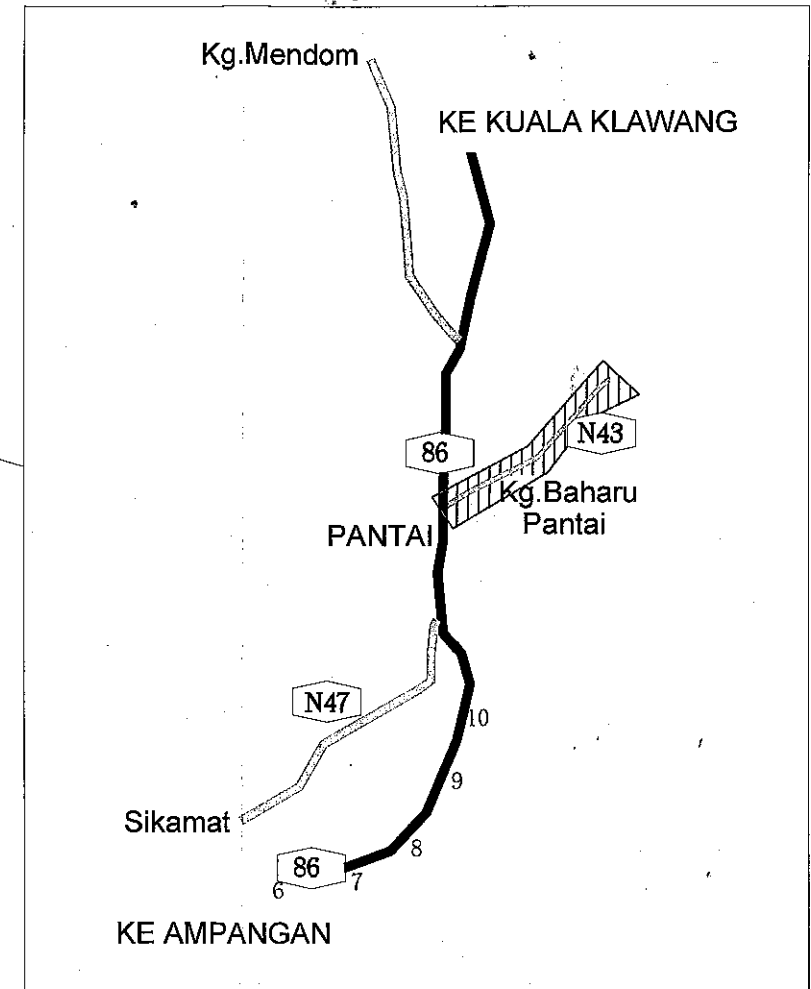 Kg.Mendom
KE KUALA KLAWANG
86
N43
Kg.Baharu
Pantai
PANTAI
N47
10
9
Sikamat
8
86
7
6
KE AMPANGAN